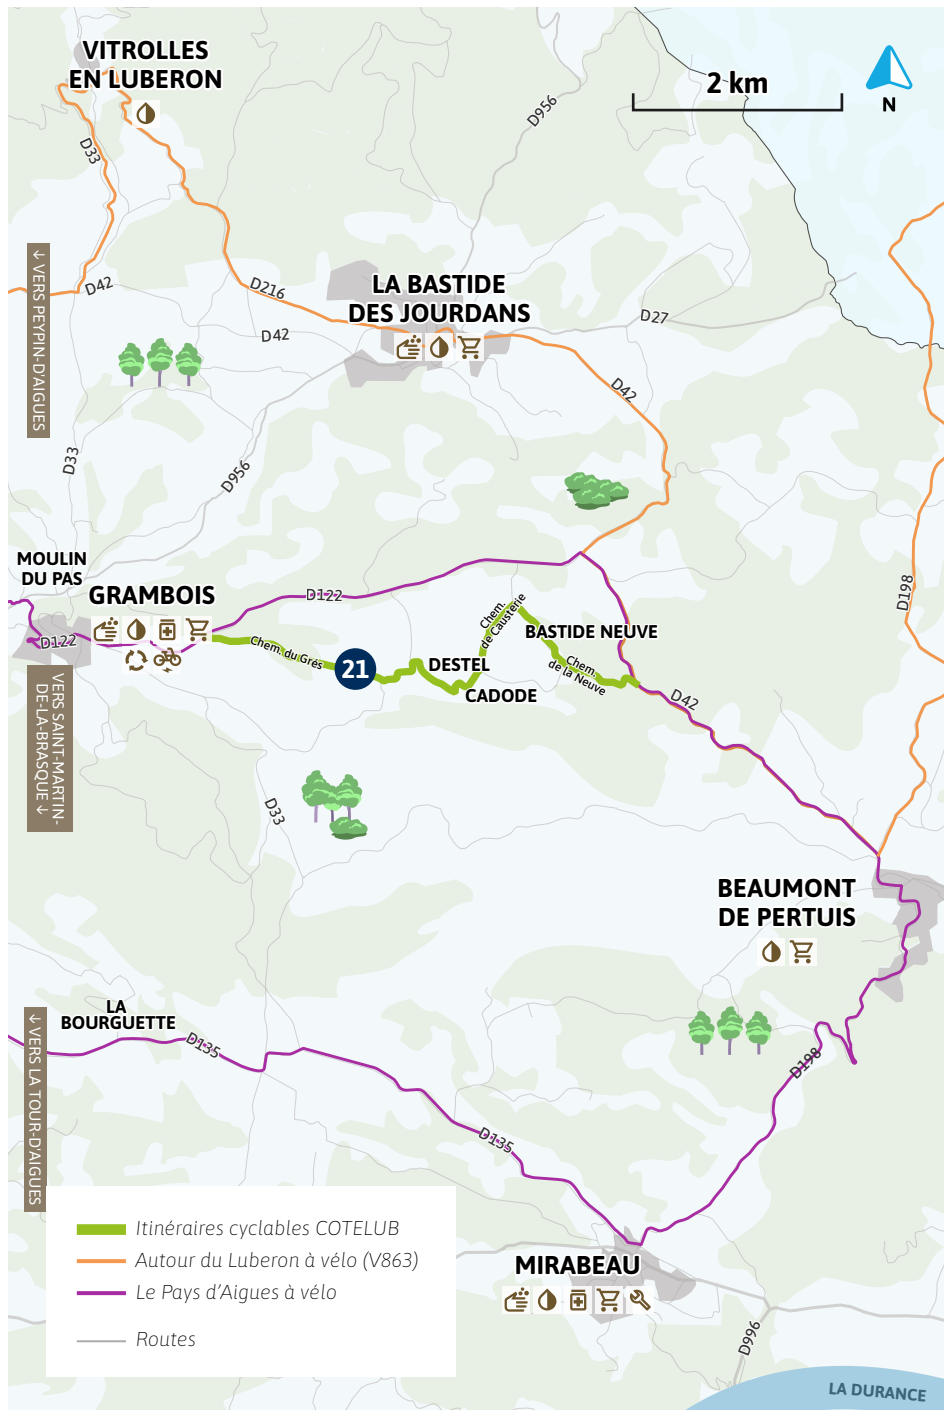 VITROLLES
EN LUBERON
2 km
N
D956
D33
D42
D216
LA BASTIDE
DES JOURDANS
D27
D42
D42
↓ VERS PEYPIN-D'AIGUES
D33
D956
MOULIN
DU PAS
GRAMBOIS
D122
D122
D198
Chem.
de Causterie
BASTIDE NEUVE
Chem. du Grés
21
DESTEL
CADODE
Chem.
de la Neuve
D42
VERS SAINT-MARTIN-
DE-LA-BRASQUE ↓
D33
BEAUMONT
DE PERTUIS
LA
BOURGUETTE
D135
D198
↓ VERS LA TOUR-D'AIGUES
D135
Itinéraires cyclables COTELUB
Autour du Luberon à vélo (V863)
Le Pays d'Aigues à vélo
Routes
MIRABEAU
D996
LA DURANCE